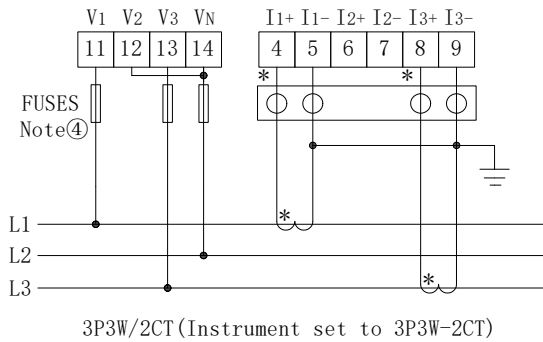 V1 V2 V3 VN I1+ I1- I2+ I2- I3+ I3-
11 12 13 14 4 5 6 7 8 9
* *
FUSES
Note④
L1 *
L2
L3 *
3P3W/2CT(Instrument set to 3P3W-2CT)